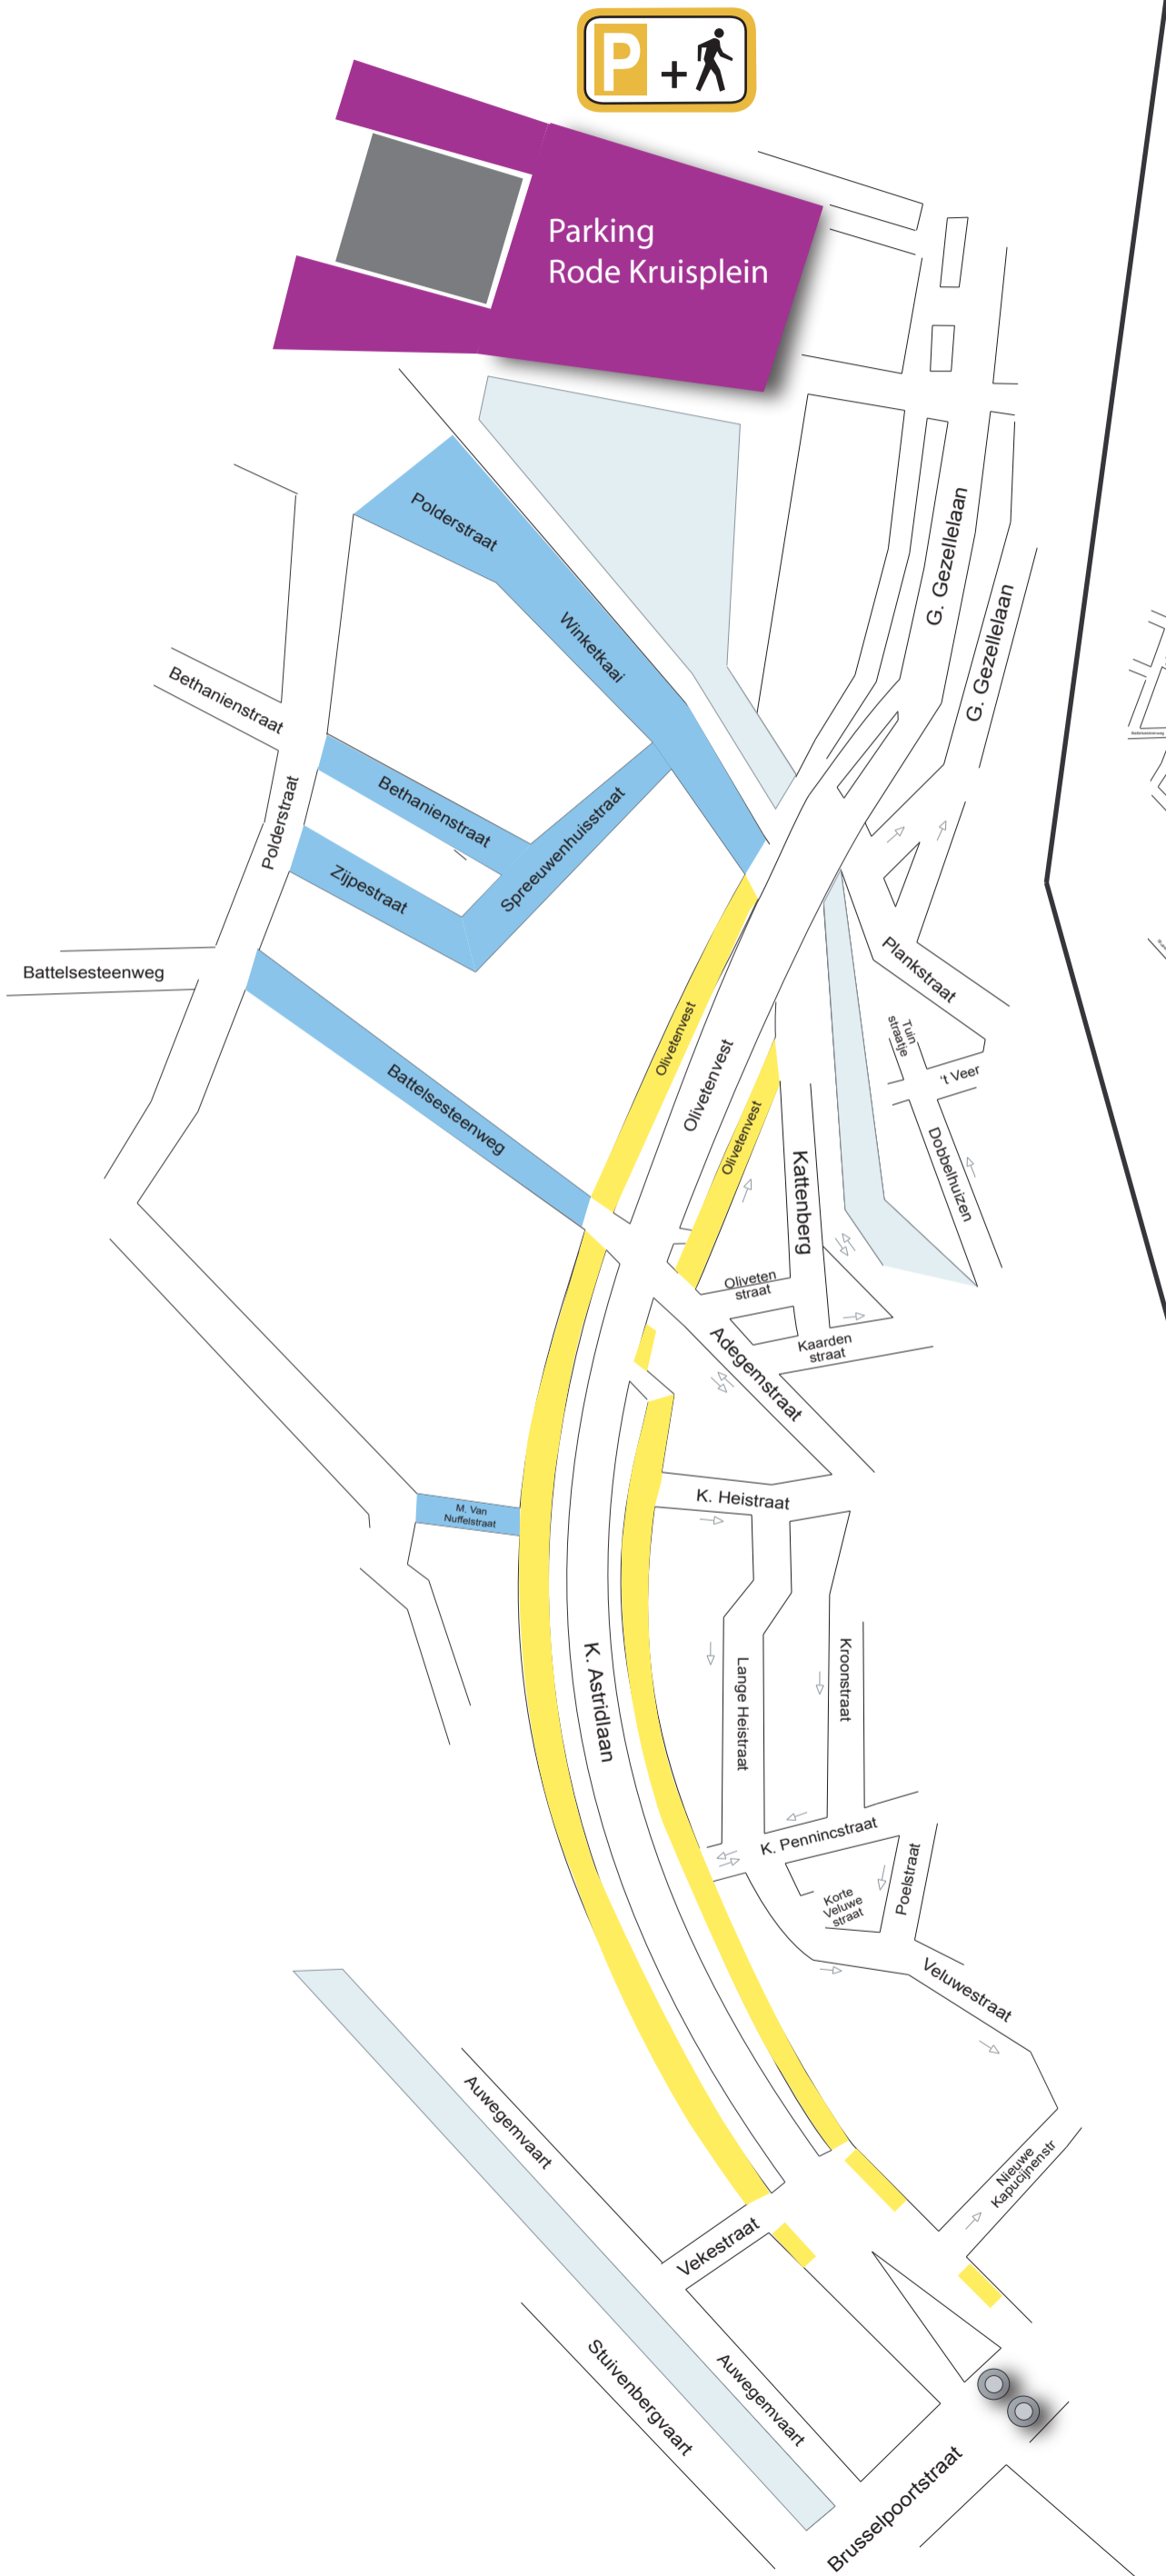 P +
Parking
Rode Kruisplein
Polderstraat
Winketkaai
G. Gezellelaan
G. Gezellelaan
Bethanienstraat
Bethanienstraat
Spreeuwenhuisstraat
Polderstraat
Zijpestraat
Battelsesteenweg
Battelsesteenweg
Olivetenvest
Olivetenvest
Olivetenvest
Plankstraat
Tuin
straatje
't Veer
Dobbelhuizen
Kattenberg
Oliveten
straat
Kaarden
straat
Adegemstraat
K. Heistraat
M. Van
Nuffelstraat
K. Astridlaan
Lange Heistraat
Kroonstraat
K. Pennincstraat
Poelstraat
Korte
Veluwe
straat
Veluwestraat
Auwegemvaart
Nieuwe
Kapucijnenstr
Vekestraat
Stuivenbergvaart
Auwegemvaart
Brusselpoortstraat